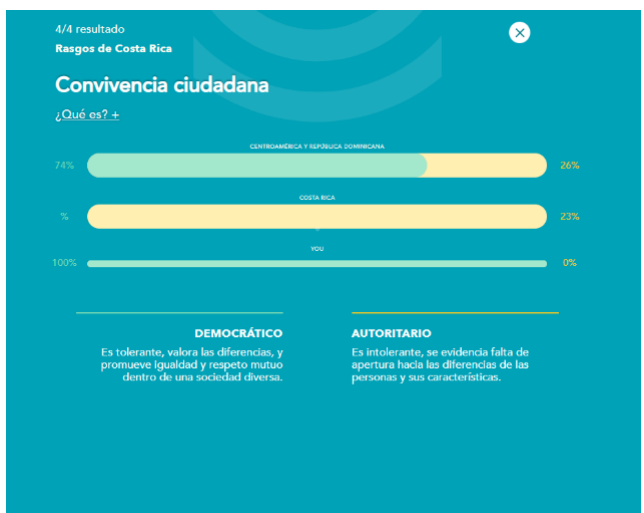 4/4 resultado
Rasgos de Costa Rica
Convivencia ciudadana
¿Qué es? +
CENTROAMÉRICA Y REPÚBLICA DOMINICANA
74% 26%
COSTA RICA
% 23%
YOU
100% 0%
DEMOCRÁTICO
Es tolerante, valora las diferencias, y
promueve igualdad y respeto mutuo
dentro de una sociedad diversa.
AUTORITARIO
Es intolerante, se evidencia falta de
apertura hacia las diferencias de las
personas y sus características.